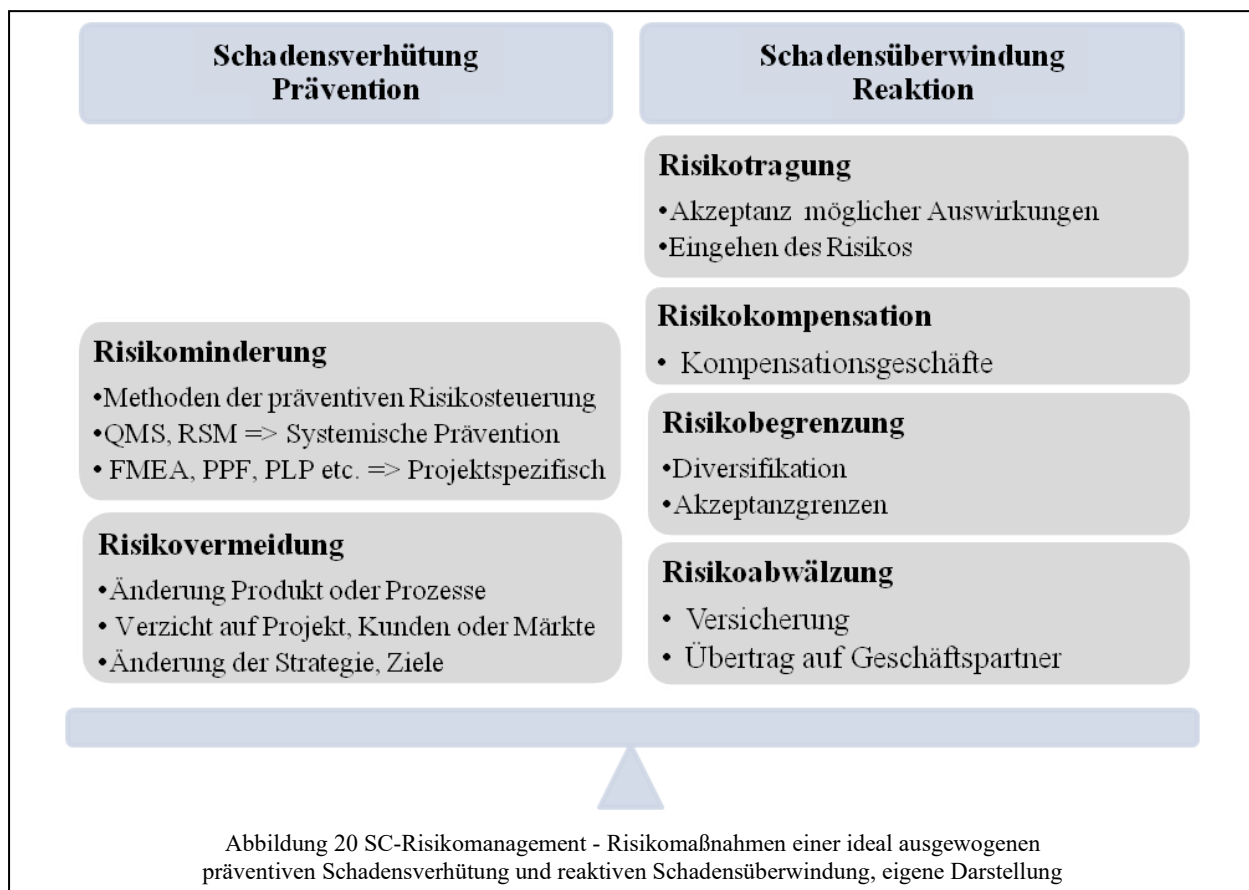 Schadensverhütung
Prävention
Risikominderung
•Methoden der präventiven Risikosteuerung
•QMS, RSM => Systemische Prävention
•FMEA, PPF, PLP etc. => Projektspezifisch
Risikovermeidung
•Änderung Produkt oder Prozesse
• Verzicht auf Projekt, Kunden oder Märkte
•Änderung der Strategie, Ziele
Schadensüberwindung
Reaktion
Risikotragung
•Akzeptanz möglicher Auswirkungen
•Eingehen des Risikos
Risikokompensation
• Kompensationsgeschäfte
Risikobegrenzung
•Diversifikation
•Akzeptanzgrenzen
Risikoabwälzung
• Versicherung
• Übertrag auf Geschäftspartner
Abbildung 20 SC-Risikomanagement - Risikomaßnahmen einer ideal ausgewogenen
präventiven Schadensverhütung und reaktiven Schadensüberwindung, eigene Darstellung